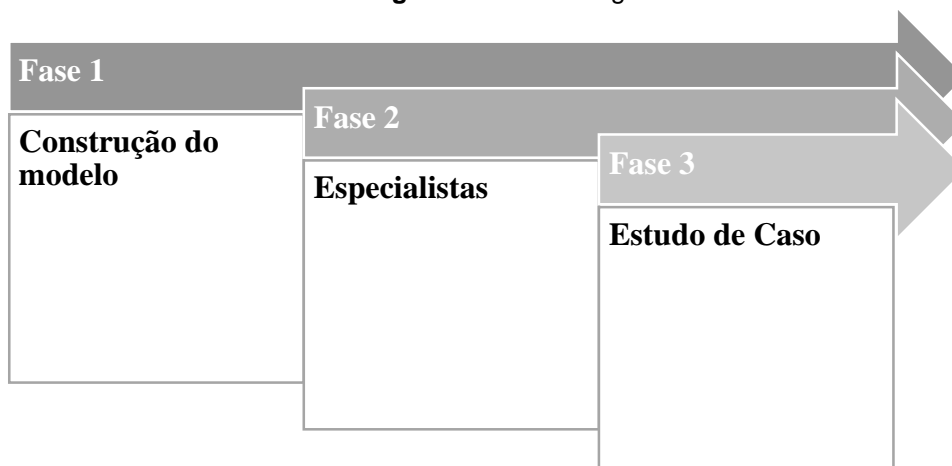 Fase 1
Construção do
modelo
Fase 2
Especialistas
Fase 3
Estudo de Caso